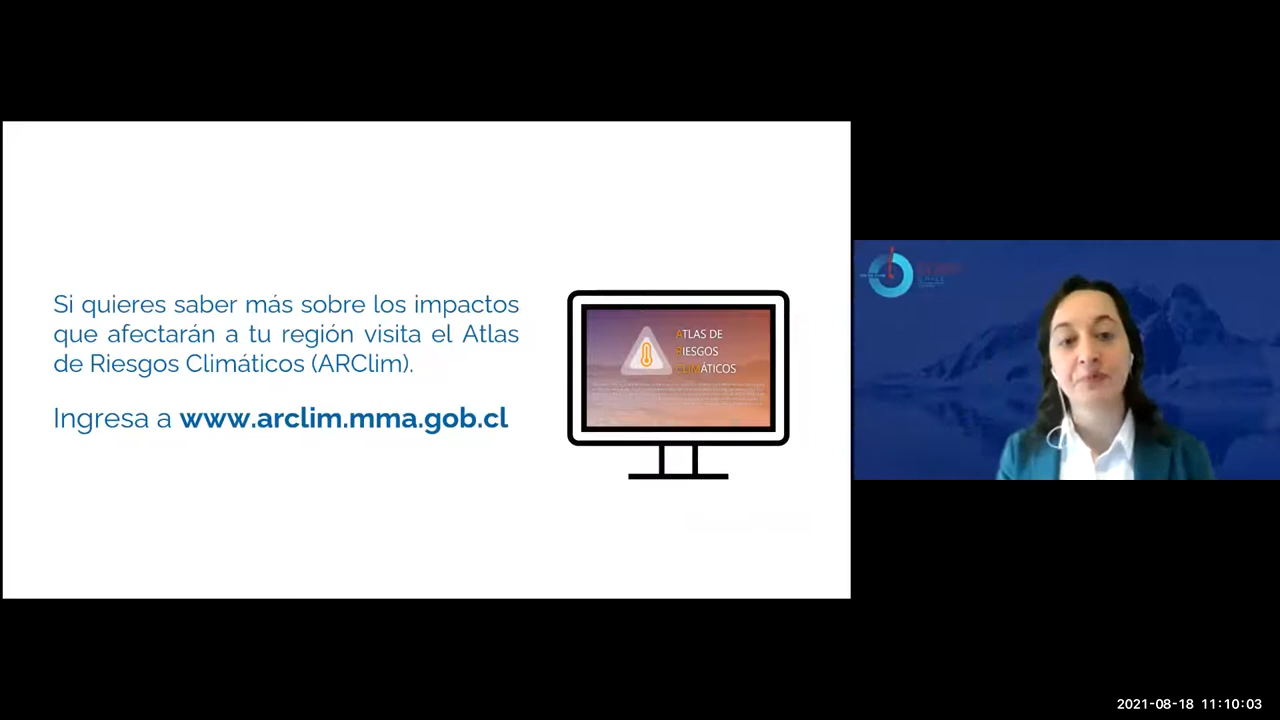 Si quieres saber más sobre los impactos
que afectarán a tu región visita el Atlas
de Riesgos Climáticos (ARClim).
Ingresa a www.arclim.mma.gob.cl
ATLAS DE
RIESGOS
CLIMÁTICOS
2021-08-18 11:10:03